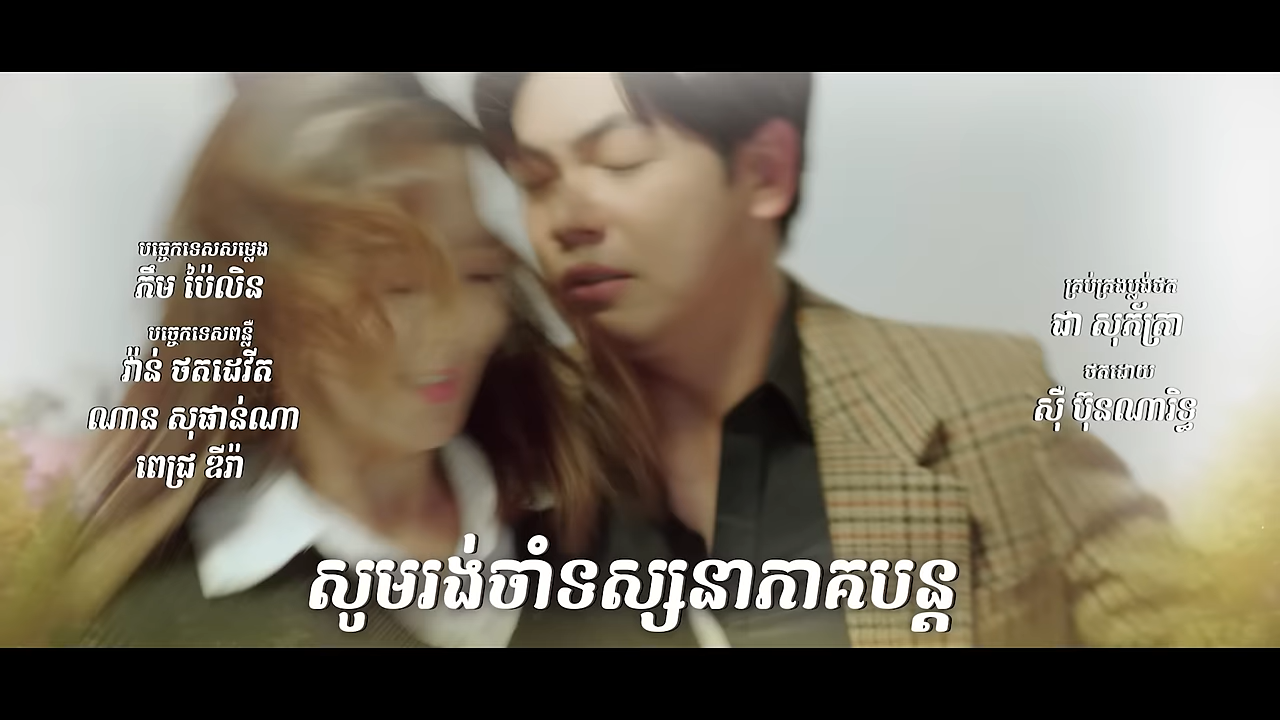 បច្ចេកទេសសម្លេង
ភឹម ប៉ៃលិន
បច្ចេកទេសពន្លឺ
វ៉ាន់ ថតដេវីត
ណាន សុផាន់ណា
ពេជ្រ ឌីរ៉ា
គ្រប់គ្រងប្លង់ថត
ជា សុភ័ត្រា
ថតដោយ
ស៊ឺ ប៊ុនណារិទ្ធ
សូមរង់ចាំទស្សនាភាគបន្ត